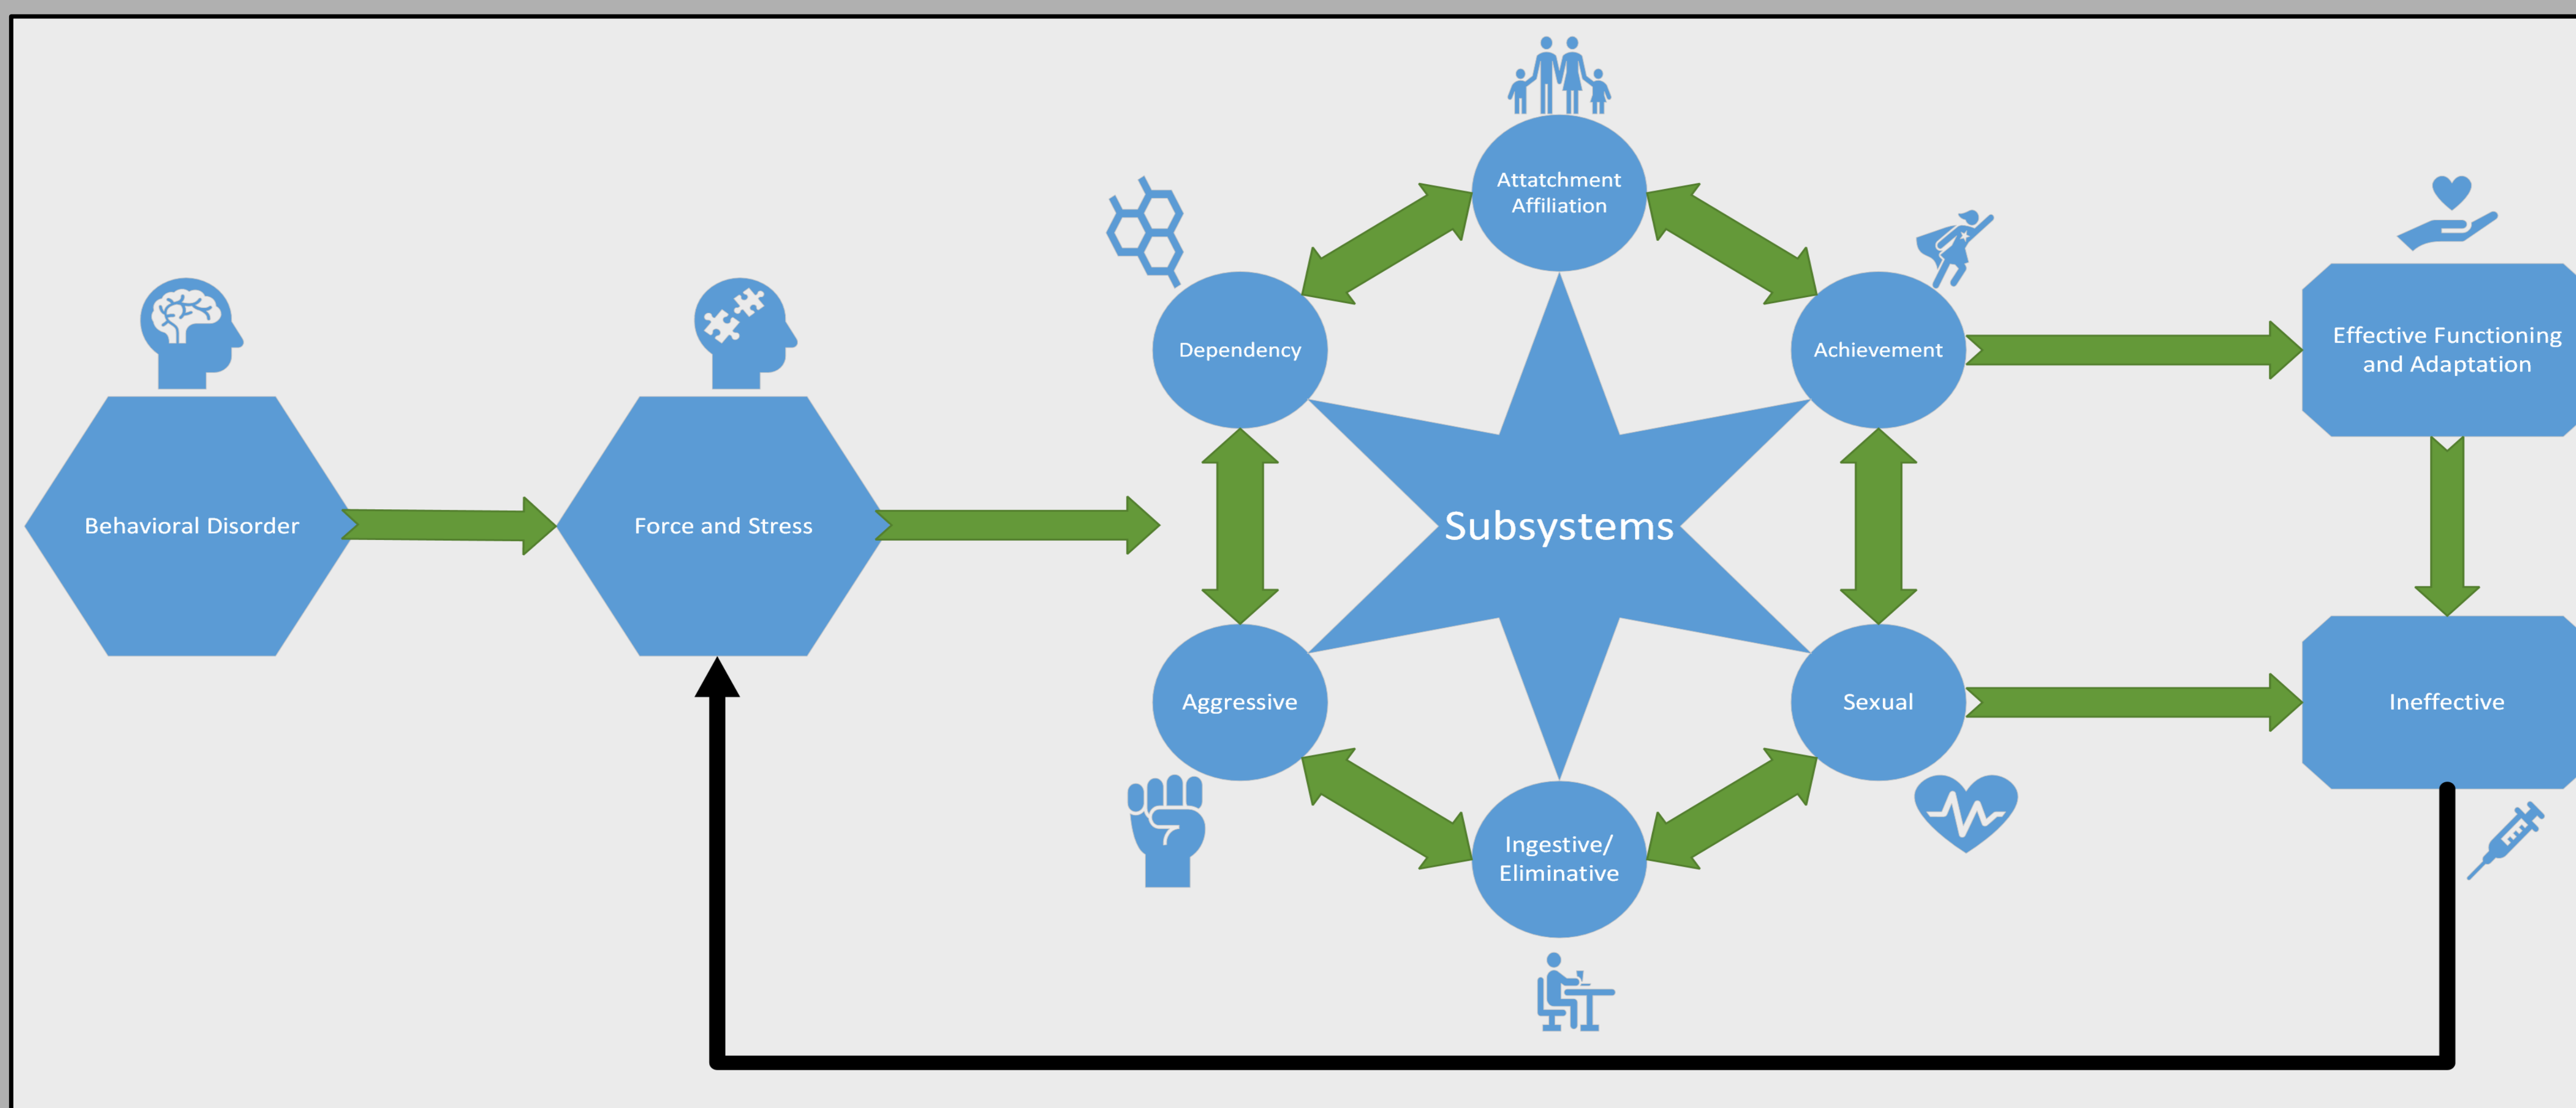 Attatchment
Affiliation
Dependency
Achievement
Effective Functioning
and Adaptation
Behavioral Disorder
Force and Stress
Subsystems
Aggressive
Sexual
Ineffective
Ingestive/
Eliminative